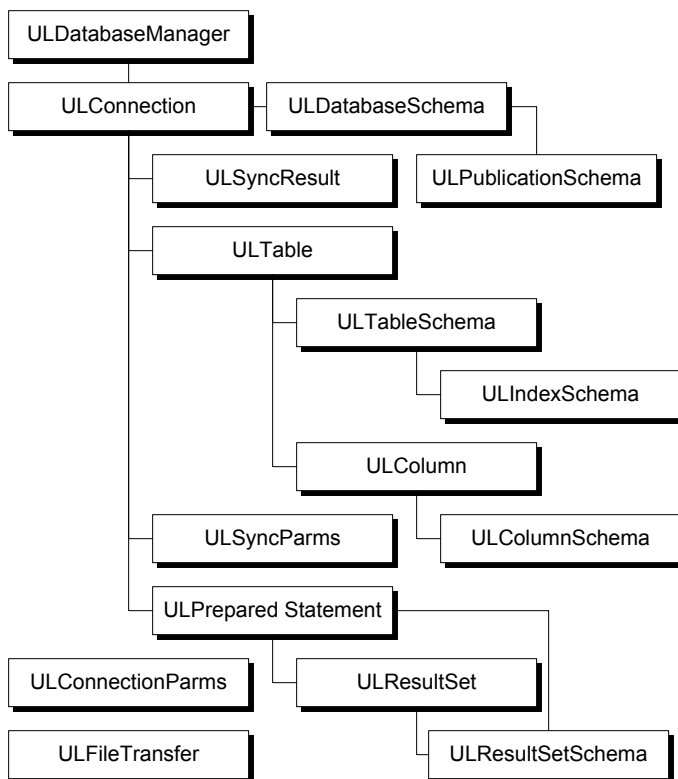 ULDatabaseManager
ULConnection
ULDatabaseSchema
ULSyncResult
ULPublicationSchema
ULTable
ULTableSchema
ULIndexSchema
ULColumn
ULSyncParms
ULColumnSchema
ULPrepared Statement
ULConnectionParms
ULResultSet
ULFileTransfer
ULResultSetSchema